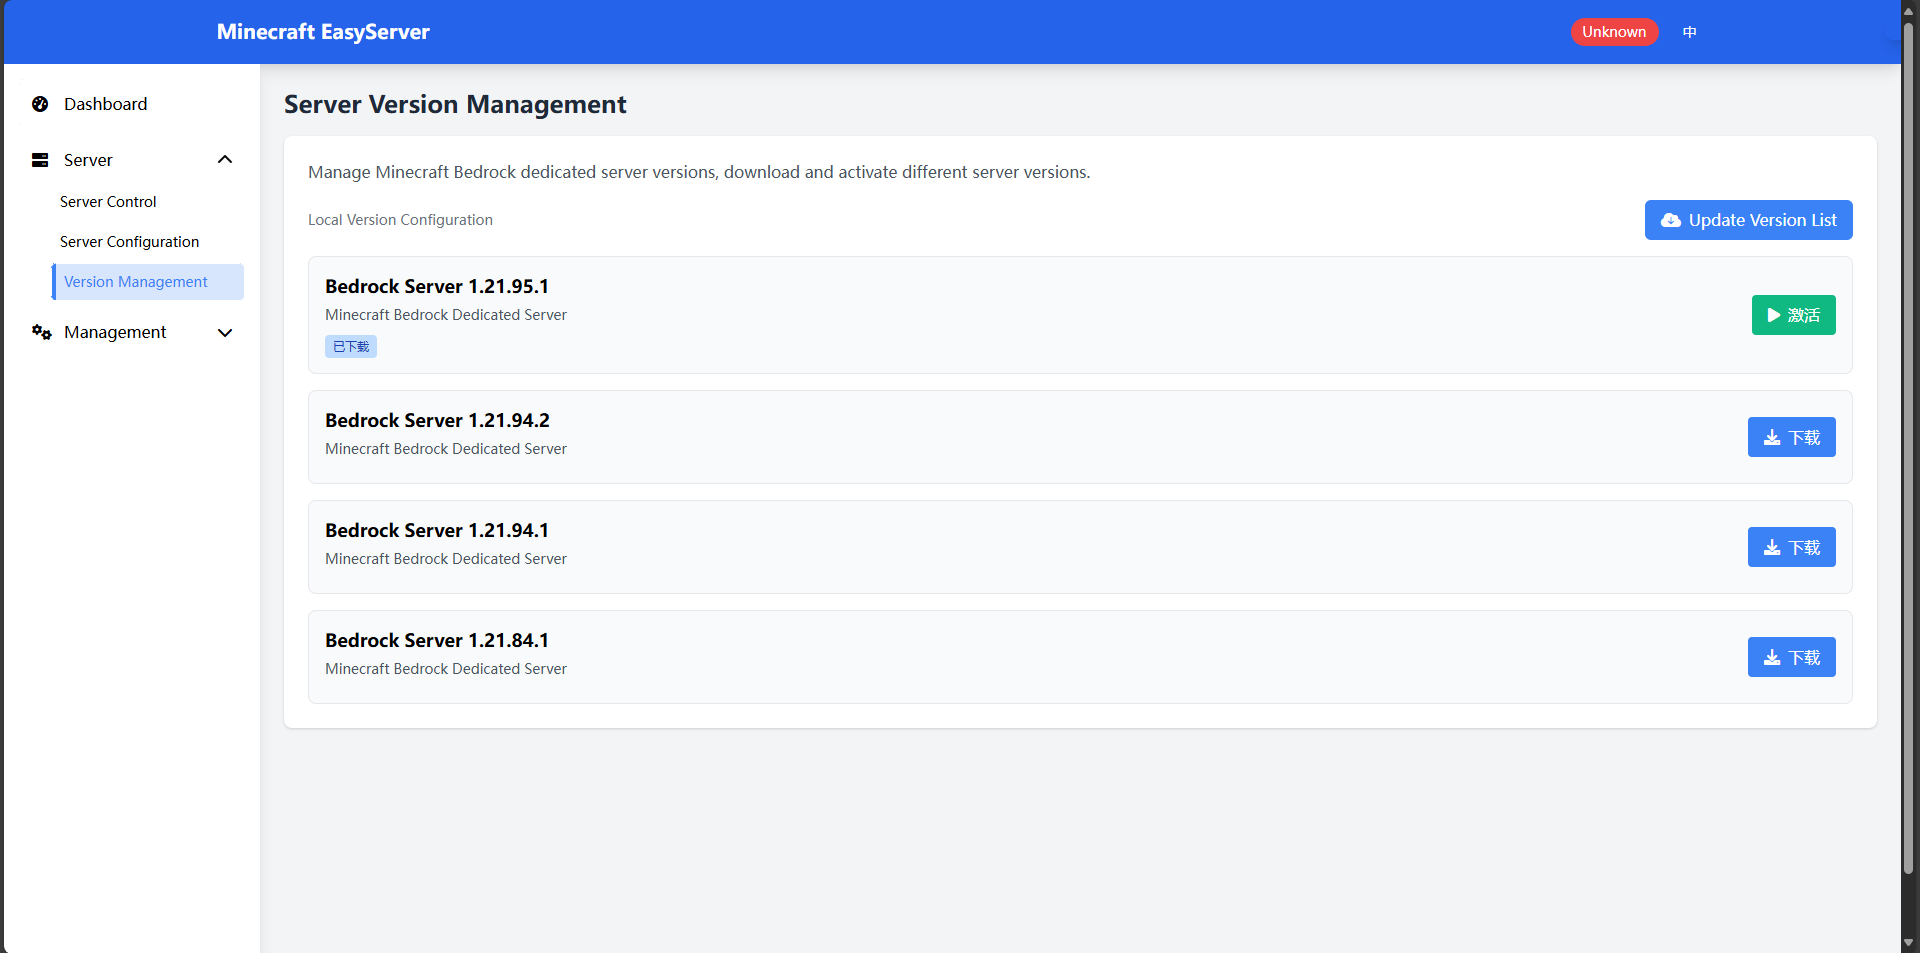 Minecraft EasyServer
Unknown
中
Dashboard
Server
Server Control
Server Configuration
Version Management
Management
Server Version Management
Manage Minecraft Bedrock dedicated server versions, download and activate different server versions.
Local Version Configuration
Update Version List
Bedrock Server 1.21.95.1
Minecraft Bedrock Dedicated Server
已下载
激活
Bedrock Server 1.21.94.2
Minecraft Bedrock Dedicated Server
下载
Bedrock Server 1.21.94.1
Minecraft Bedrock Dedicated Server
下载
Bedrock Server 1.21.84.1
Minecraft Bedrock Dedicated Server
下载